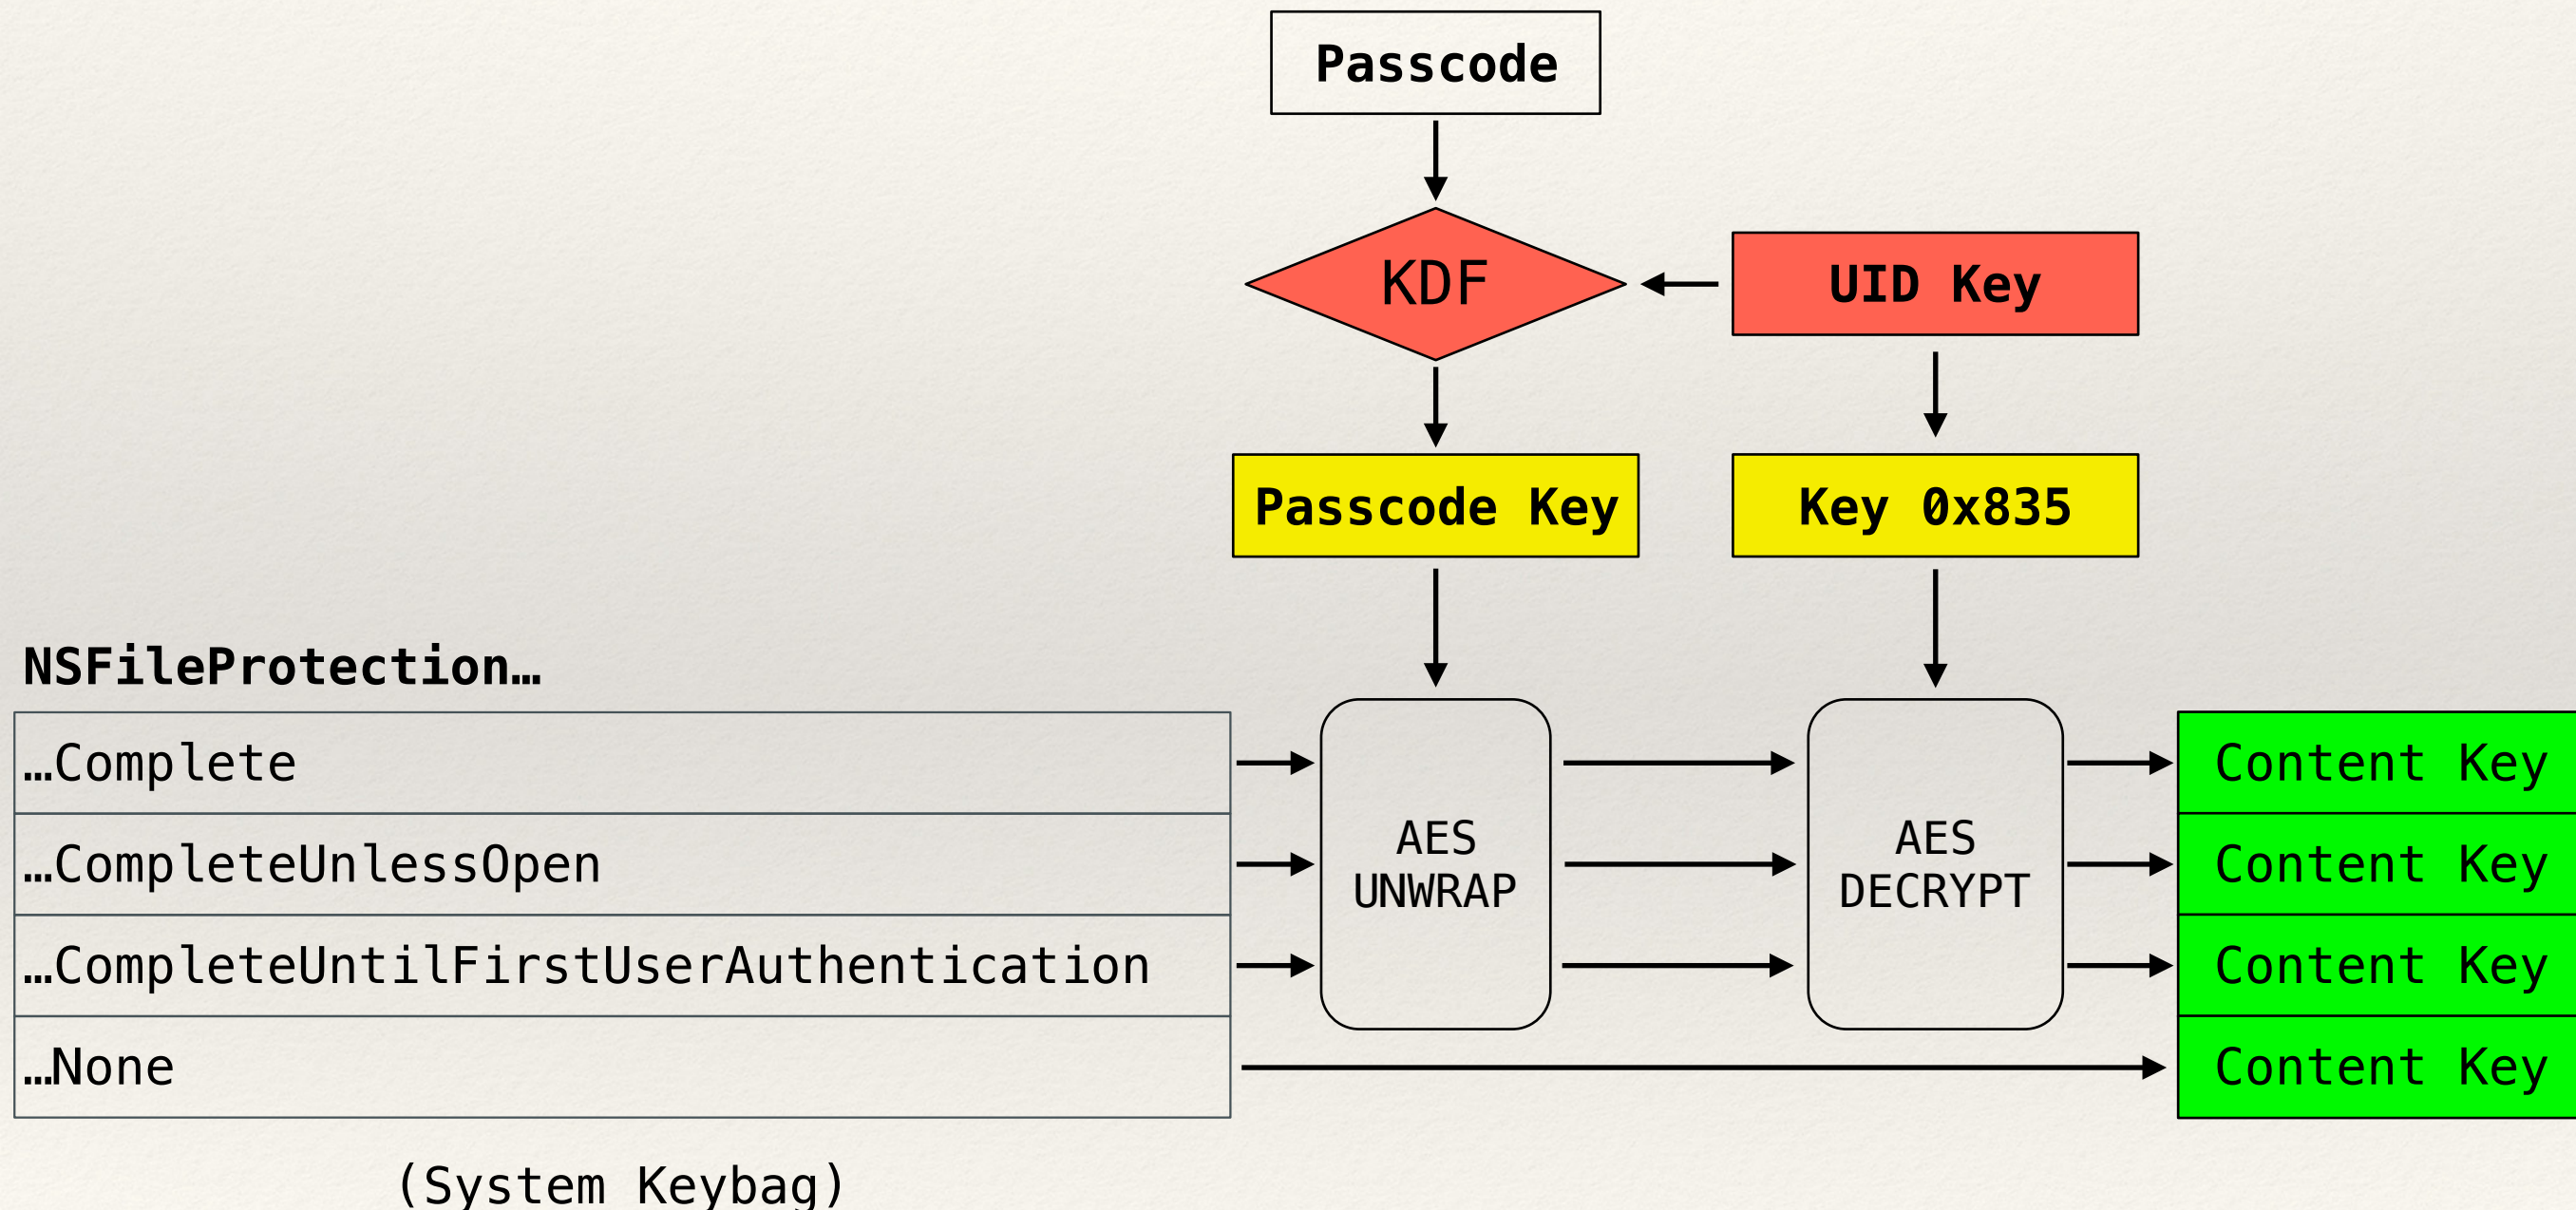 Passcode
KDF
UID Key
Passcode Key
Key 0x835
NSFileProtection…
…Complete
…CompleteUnlessOpen
…CompleteUntilFirstUserAuthentication
…None
AES
UNWRAP
AES
DECRYPT
Content Key
Content Key
Content Key
Content Key
(System Keybag)